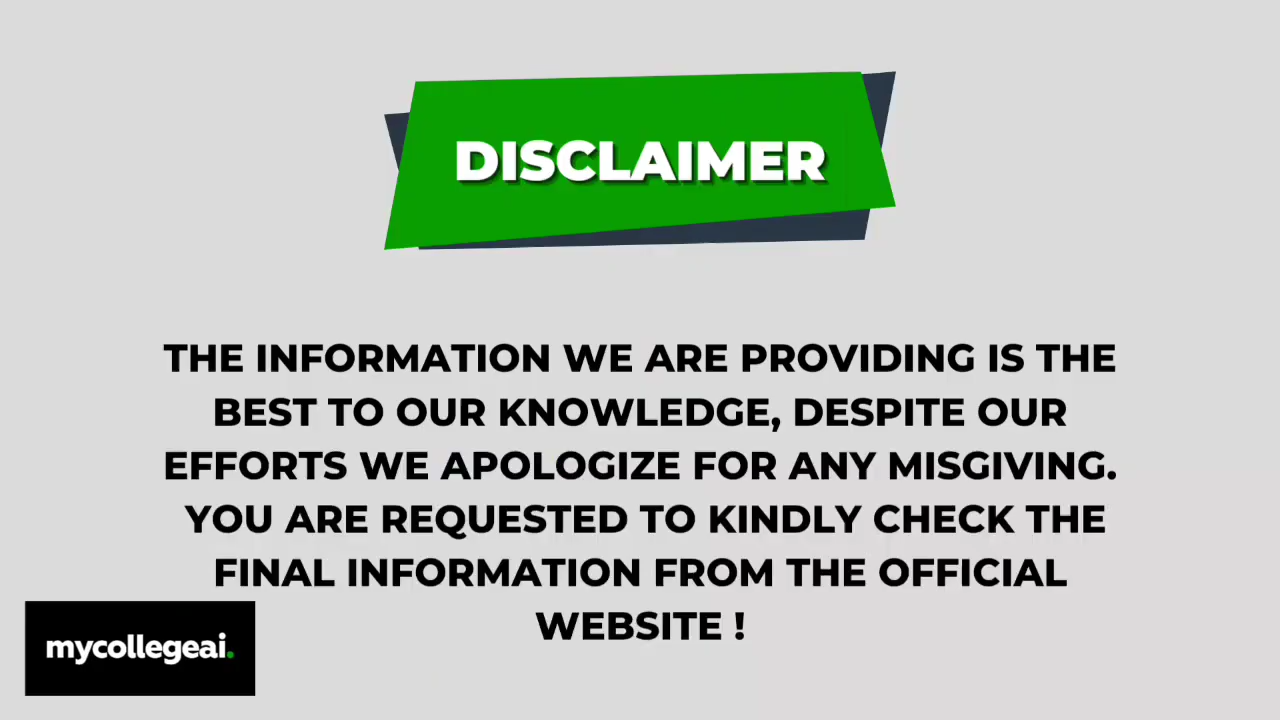 DISCLAIMER
THE INFORMATION WE ARE PROVIDING IS THE
BEST TO OUR KNOWLEDGE, DESPITE OUR
EFFORTS WE APOLOGIZE FOR ANY MISGIVING.
YOU ARE REQUESTED TO KINDLY CHECK THE
FINAL INFORMATION FROM THE OFFICIAL
WEBSITE !
mycollegeai.